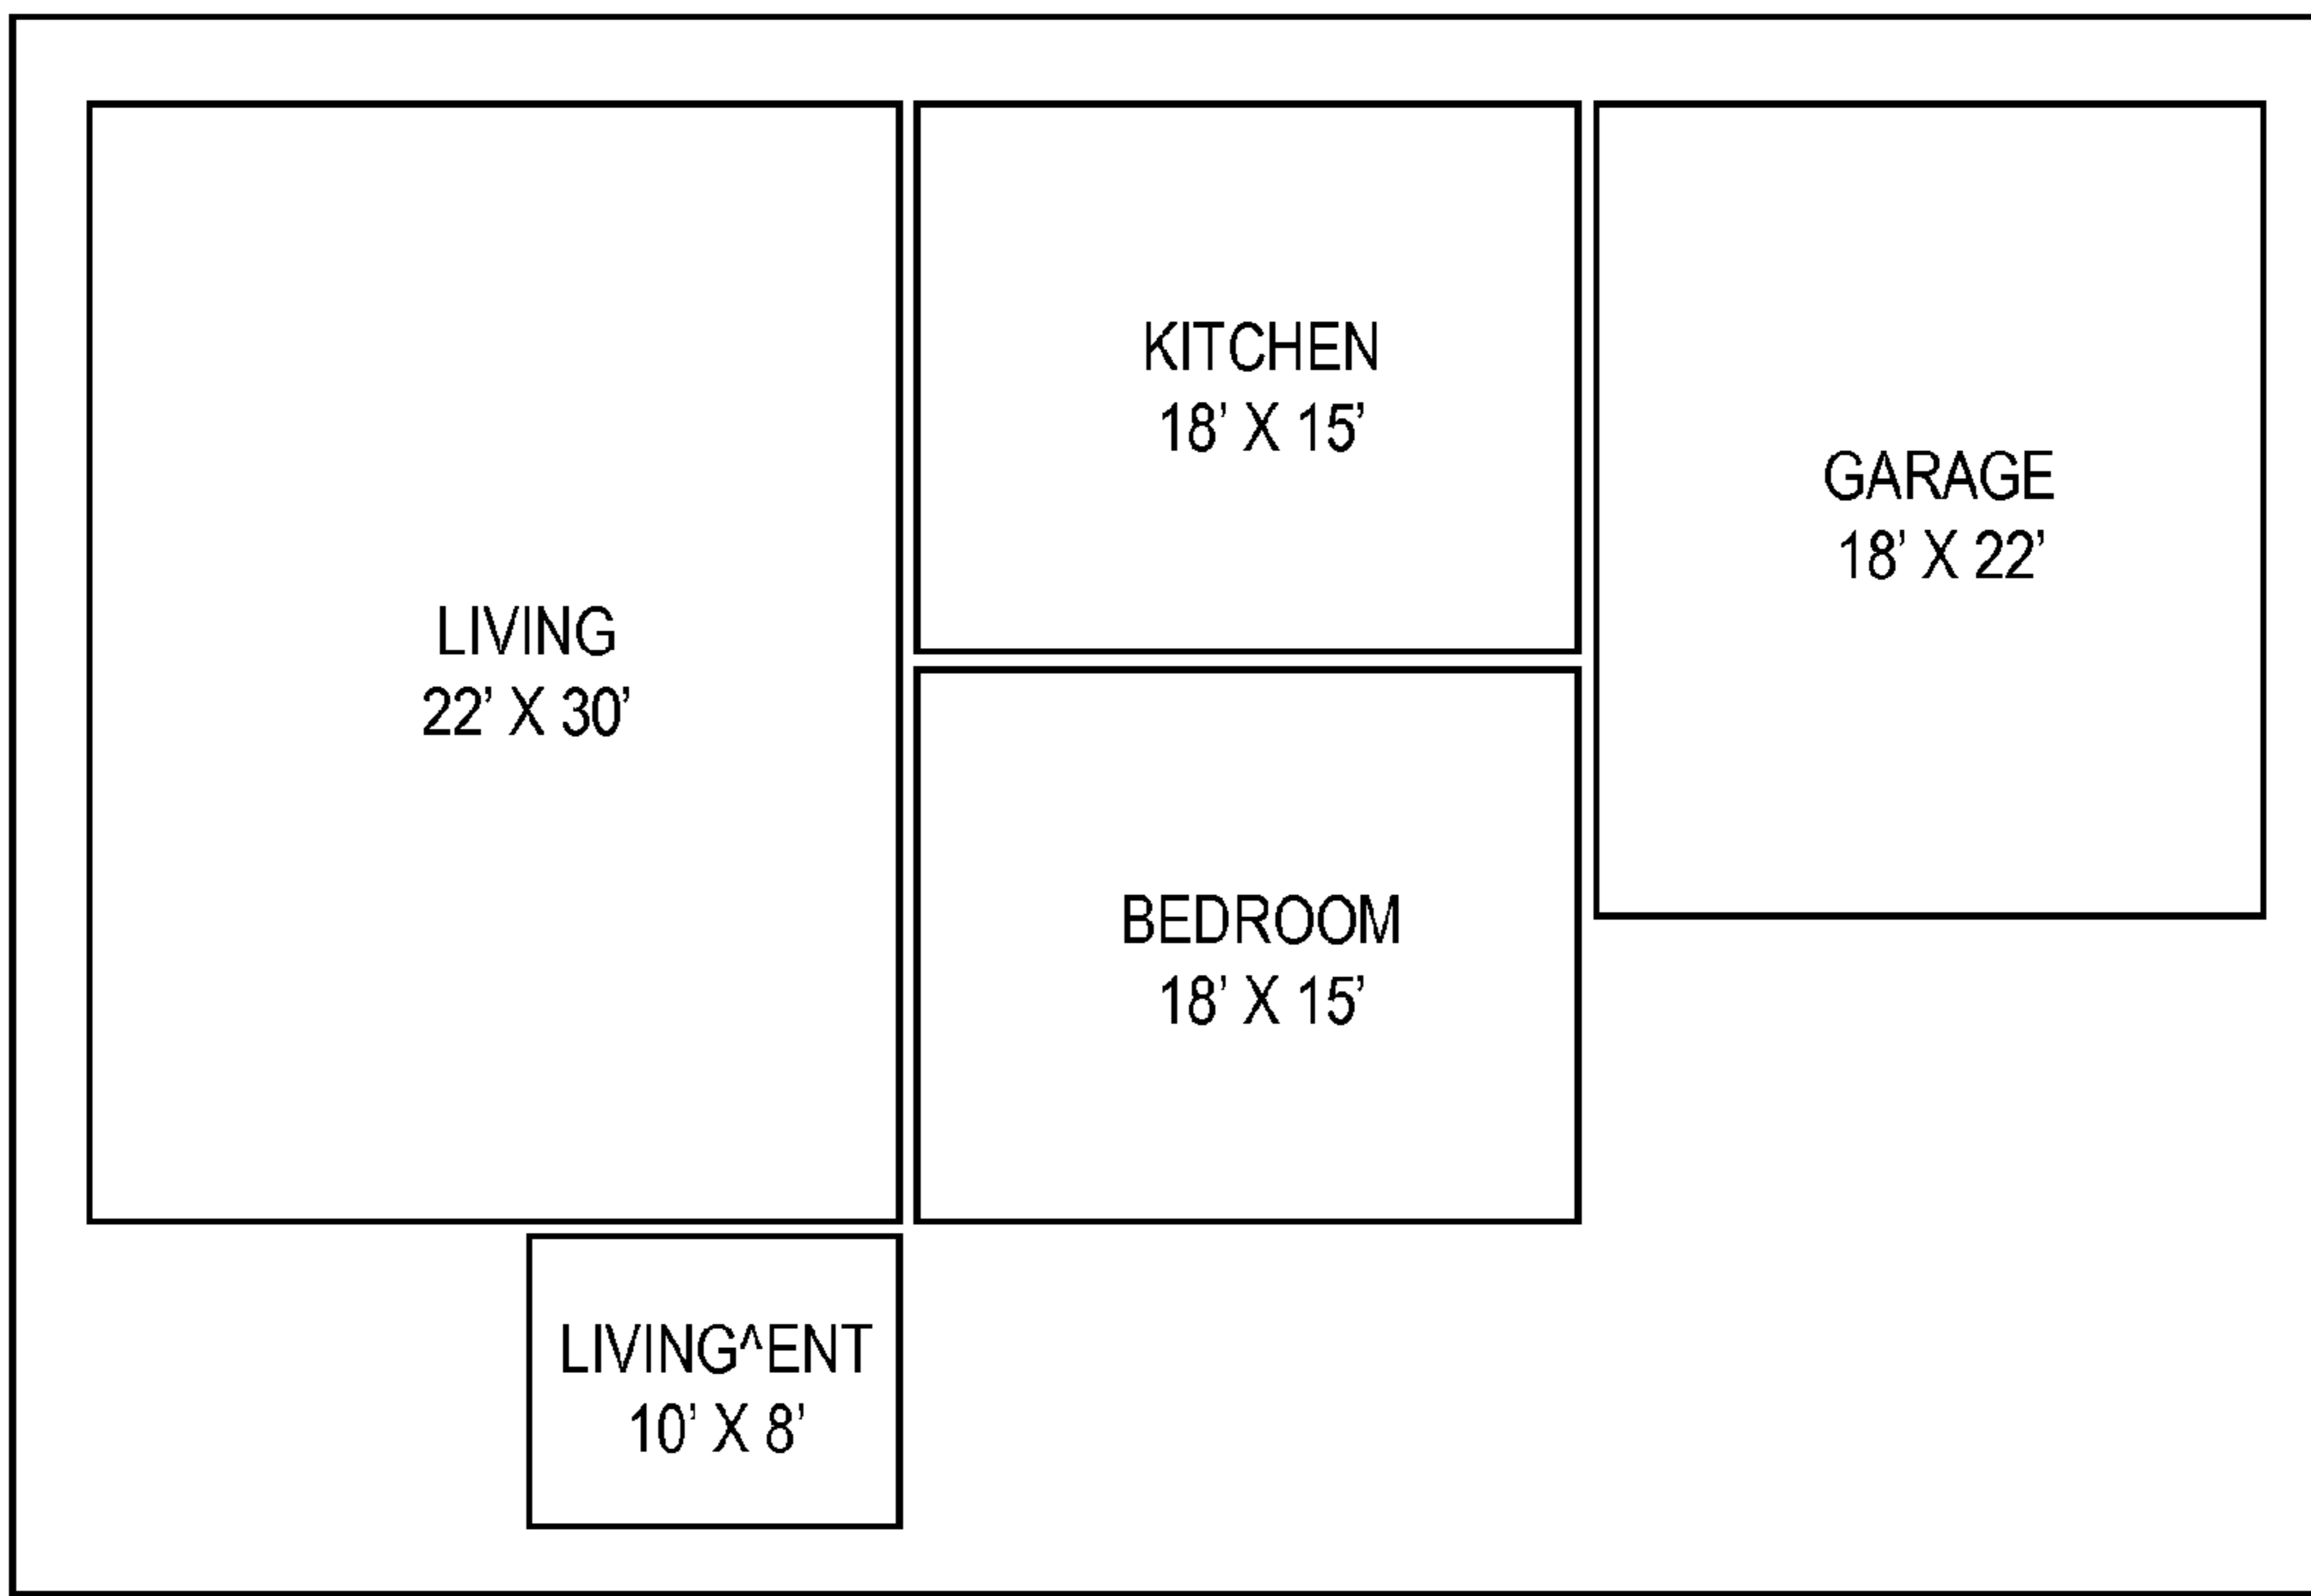 KITCHEN
18’ X 15’
GARAGE
18’ X 22’
LIVING
22’ X 30’
BEDROOM
18’ X 15’
LIVING^ENT
10’ X 8’